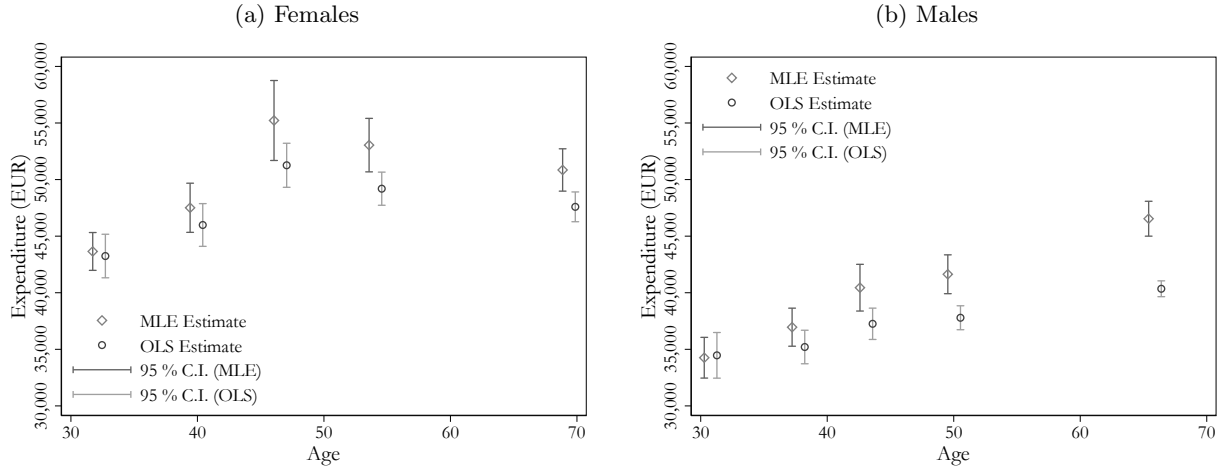 (a) Females
Expenditure (EUR)
60,000
55,000
50,000
45,000
40,000
35,000
30,000
MLE Estimate
OLS Estimate
95 % C.I. (MLE)
95 % C.I. (OLS)
30 40 50 60 70
Age
(b) Males
Expenditure (EUR)
60,000
55,000
50,000
45,000
40,000
35,000
30,000
MLE Estimate
OLS Estimate
95 % C.I. (MLE)
95 % C.I. (OLS)
30 40 50 60 70
Age